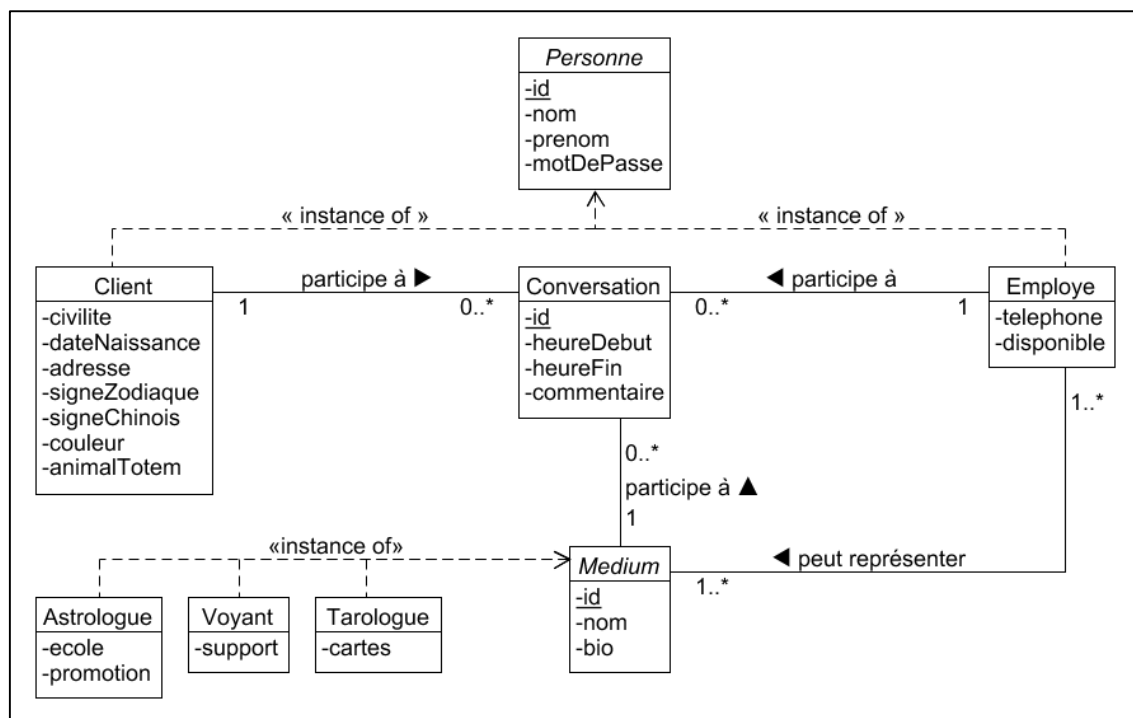 Personne
-id
-nom
-prenom
-motDePasse
« instance of »
« instance of »
Client
-civilite
-dateNaissance
-adresse
-signeZodiaque
-signeChinois
-couleur
-animalTotem
participe à ▶
1
0..*
Conversation
-id
-heureDebut
-heureFin
-commentaire
◀ participe à
0..*
1
Employe
-telephone
-disponible
1..*
0..*
participe à ▲
1
«instance of»
Medium
-id
-nom
-bio
◀ peut représenter
1..*
Astrologue
-ecole
-promotion
Voyant
-support
Tarologue
-cartes